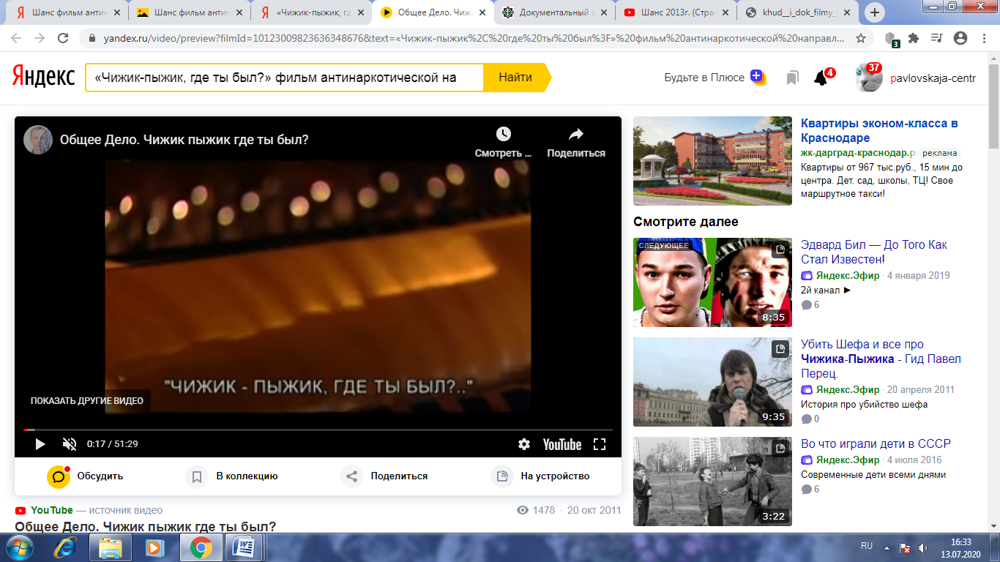 Шанс фильм антин
Шанс фильм антин
«Чижик-пыжик, гд
Общее Дело. Чиж
Документальный ф
Шанс 2013г. (Стра
khud__i_dok_filmy_
yandex.ru/video/preview?filmId=10123009823636348676&text=«Чижик-пыжик%2C%20где%20ты%20был%3F»%20фильм%20антинаркотической%20направл...
3
Яндекс
«Чижик-пыжик, где ты был?» фильм антинаркотической на
Найти
Будьте в Плюсе
4
37
pavlovskaja-centr
Общее Дело. Чижик пыжик где ты был?
Смотреть ...
Поделиться
"ЧИЖИК - ПЫЖИК, ГДЕ ТЫ БЫЛ?.."
ПОКАЗАТЬ ДРУГИЕ ВИДЕО
0:17 / 51:29
YouTube
Обсудить
В коллекцию
Поделиться
На устройство
YouTube — источник видео
1478 · 20 окт 2011
Общее Дело. Чижик пыжик где ты был?
Квартиры эконом-класса в
Краснодаре
жк-дарград-краснодар.р
реклама
Квартиры от 967 тыс.руб., 15 мин до
центра. Дет. сад, школы, ТЦ! Свое
маршрутное такси!
Смотрите далее
СЛЕДУЮЩЕЕ
8:35
Эдвард Бил — До Того Как
Стал Известен!
Яндекс.Эфир · 4 января 2019
2й канал ►
6
9:35
Убить Шефа и все про
Чижика-Пыжика - Гид Павел
Перец.
Яндекс.Эфир · 20 апреля 2011
История про убийство шефа
0
3:22
Во что играли дети в СССР
Яндекс.Эфир · 4 июля 2016
Современные дети всеми днями
6
RU
16:33
13.07.2020